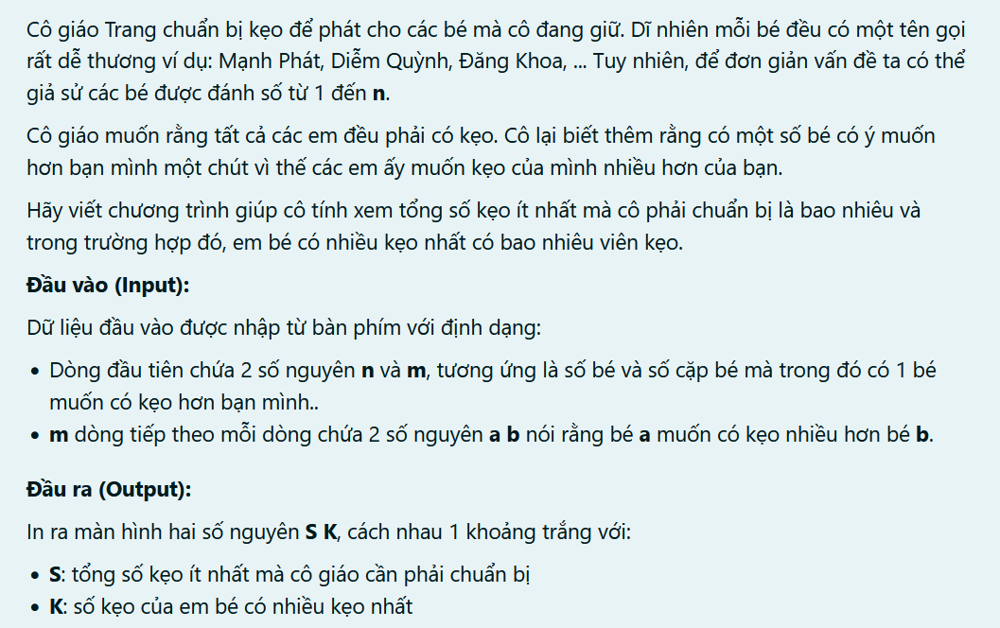 Cô giáo Trang chuẩn bị kẹo để phát cho các bé mà cô đang giữ. Dĩ nhiên mỗi bé đều có một tên gọi
rất dễ thương ví dụ: Mạnh Phát, Diễm Quỳnh, Đăng Khoa, ... Tuy nhiên, để đơn giản vấn đề ta có thể
giả sử các bé được đánh số từ 1 đến n.
Cô giáo muốn rằng tất cả các em đều phải có kẹo. Cô lại biết thêm rằng có một số bé có ý muốn
hơn bạn mình một chút vì thế các em ấy muốn kẹo của mình nhiều hơn của bạn.
Hãy viết chương trình giúp cô tính xem tổng số kẹo ít nhất mà cô phải chuẩn bị là bao nhiêu và
trong trường hợp đó, em bé có nhiều kẹo nhất có bao nhiêu viên kẹo.
Đầu vào (Input):
Dữ liệu đầu vào được nhập từ bàn phím với định dạng:
• Dòng đầu tiên chứa 2 số nguyên n và m, tương ứng là số bé và số cặp bé mà trong đó có 1 bé
muốn có kẹo hơn bạn mình..
• m dòng tiếp theo mỗi dòng chứa 2 số nguyên a b nói rằng bé a muốn có kẹo nhiều hơn bé b.
Đầu ra (Output):
In ra màn hình hai số nguyên S K, cách nhau 1 khoảng trắng với:
• S: tổng số kẹo ít nhất mà cô giáo cần phải chuẩn bị
• K: số kẹo của em bé có nhiều kẹo nhất